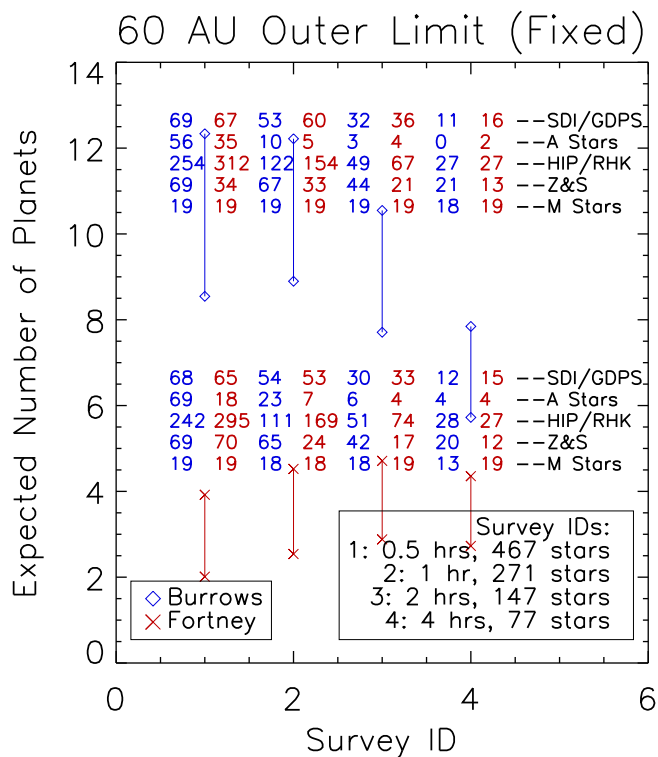 60 AU Outer Limit (Fixed)
Expected Number of Planets
14
12
10
8
6
4
2
0
69 67 53 60 32 36 11 16 --SDI/GDPS
56 35 10 5 3 4 0 2 --A Stars
254 312 122 154 49 67 27 27 --HIP/RHK
69 34 67 33 44 21 21 13 --Z&S
19 19 19 19 19 19 18 19 --M Stars
68 65 54 53 30 33 12 15 --SDI/GDPS
69 18 23 7 6 4 4 4 --A Stars
242 295 111 169 51 74 28 27 --HIP/RHK
69 70 65 24 42 17 20 12 --Z&S
19 19 18 18 18 19 13 19 --M Stars
Survey IDs:
1: 0.5 hrs, 467 stars
2: 1 hr, 271 stars
3: 2 hrs, 147 stars
4: 4 hrs, 77 stars
Burrows
Fortney
0 2 4 6
Survey ID